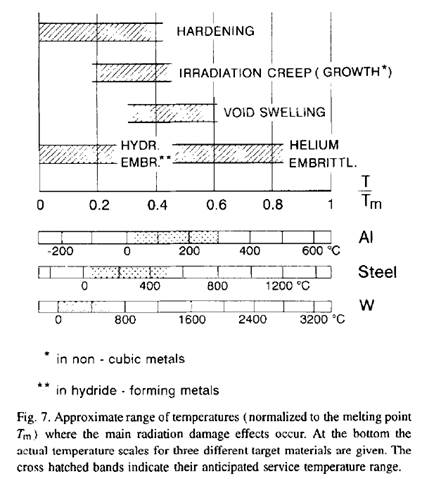 HARDENING
IRRADIATION CREEP ( GROWTH*)
VOID SWELLING
HYDR. HELIUM
EMBR.** EMBRITTL.
T
Tm
0 0.2 0.4 0.6 0.8 1
Al
-200 0 200 400 600 °C
Steel
0 400 800 1200 °C
W
0 800 1600 2400 3200 °C
* in non - cubic metals
** in hydride - forming metals
Fig. 7. Approximate range of temperatures (normalized to the melting point
Tm) where the main radiation damage effects occur. At the bottom the
actual temperature scales for three different target materials are given. The
cross hatched bands indicate their anticipated service temperature range.